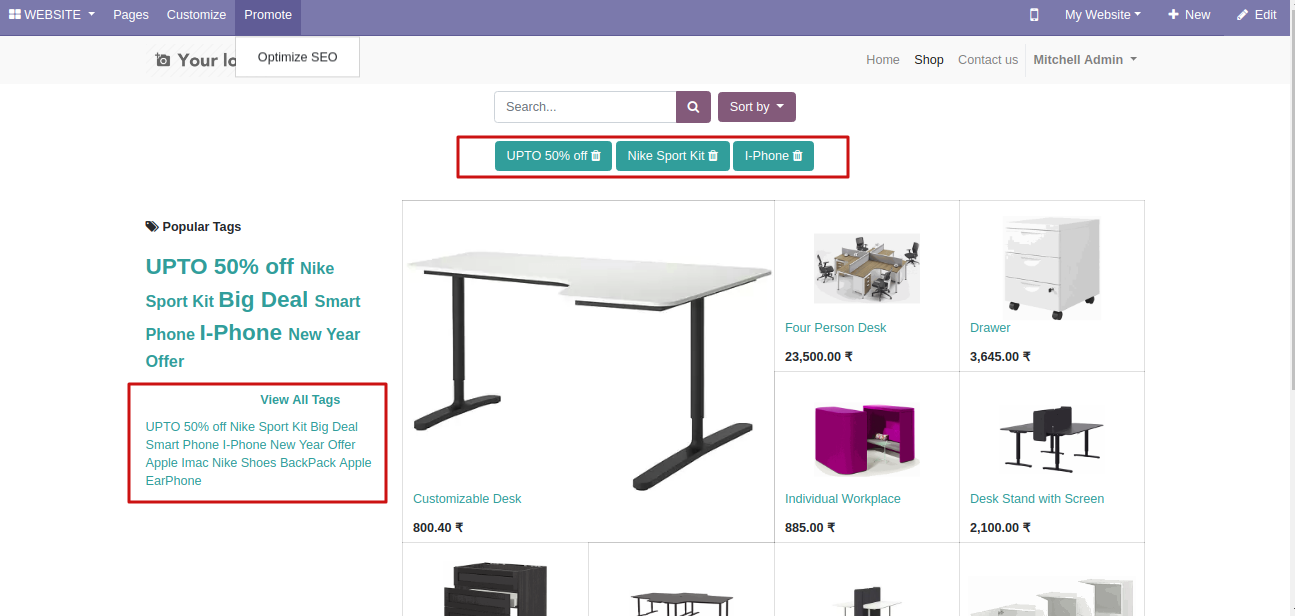 WEBSITE Pages Customize Promote My Website New Edit
Optimize SEO
Your lo
Home Shop Contact us Mitchell Admin
Search... Sort by
UPTO 50% off Nike Sport Kit I-Phone
Popular Tags
UPTO 50% off Nike
Sport Kit Big Deal Smart
Phone I-Phone New Year
Offer
View All Tags
UPTO 50% off Nike Sport Kit Big Deal
Smart Phone I-Phone New Year Offer
Apple Imac Nike Shoes BackPack Apple
EarPhone
Customizable Desk
800.40 ₹
Four Person Desk
23,500.00 ₹
Drawer
3,645.00 ₹
Individual Workplace
885.00 ₹
Desk Stand with Screen
2,100.00 ₹